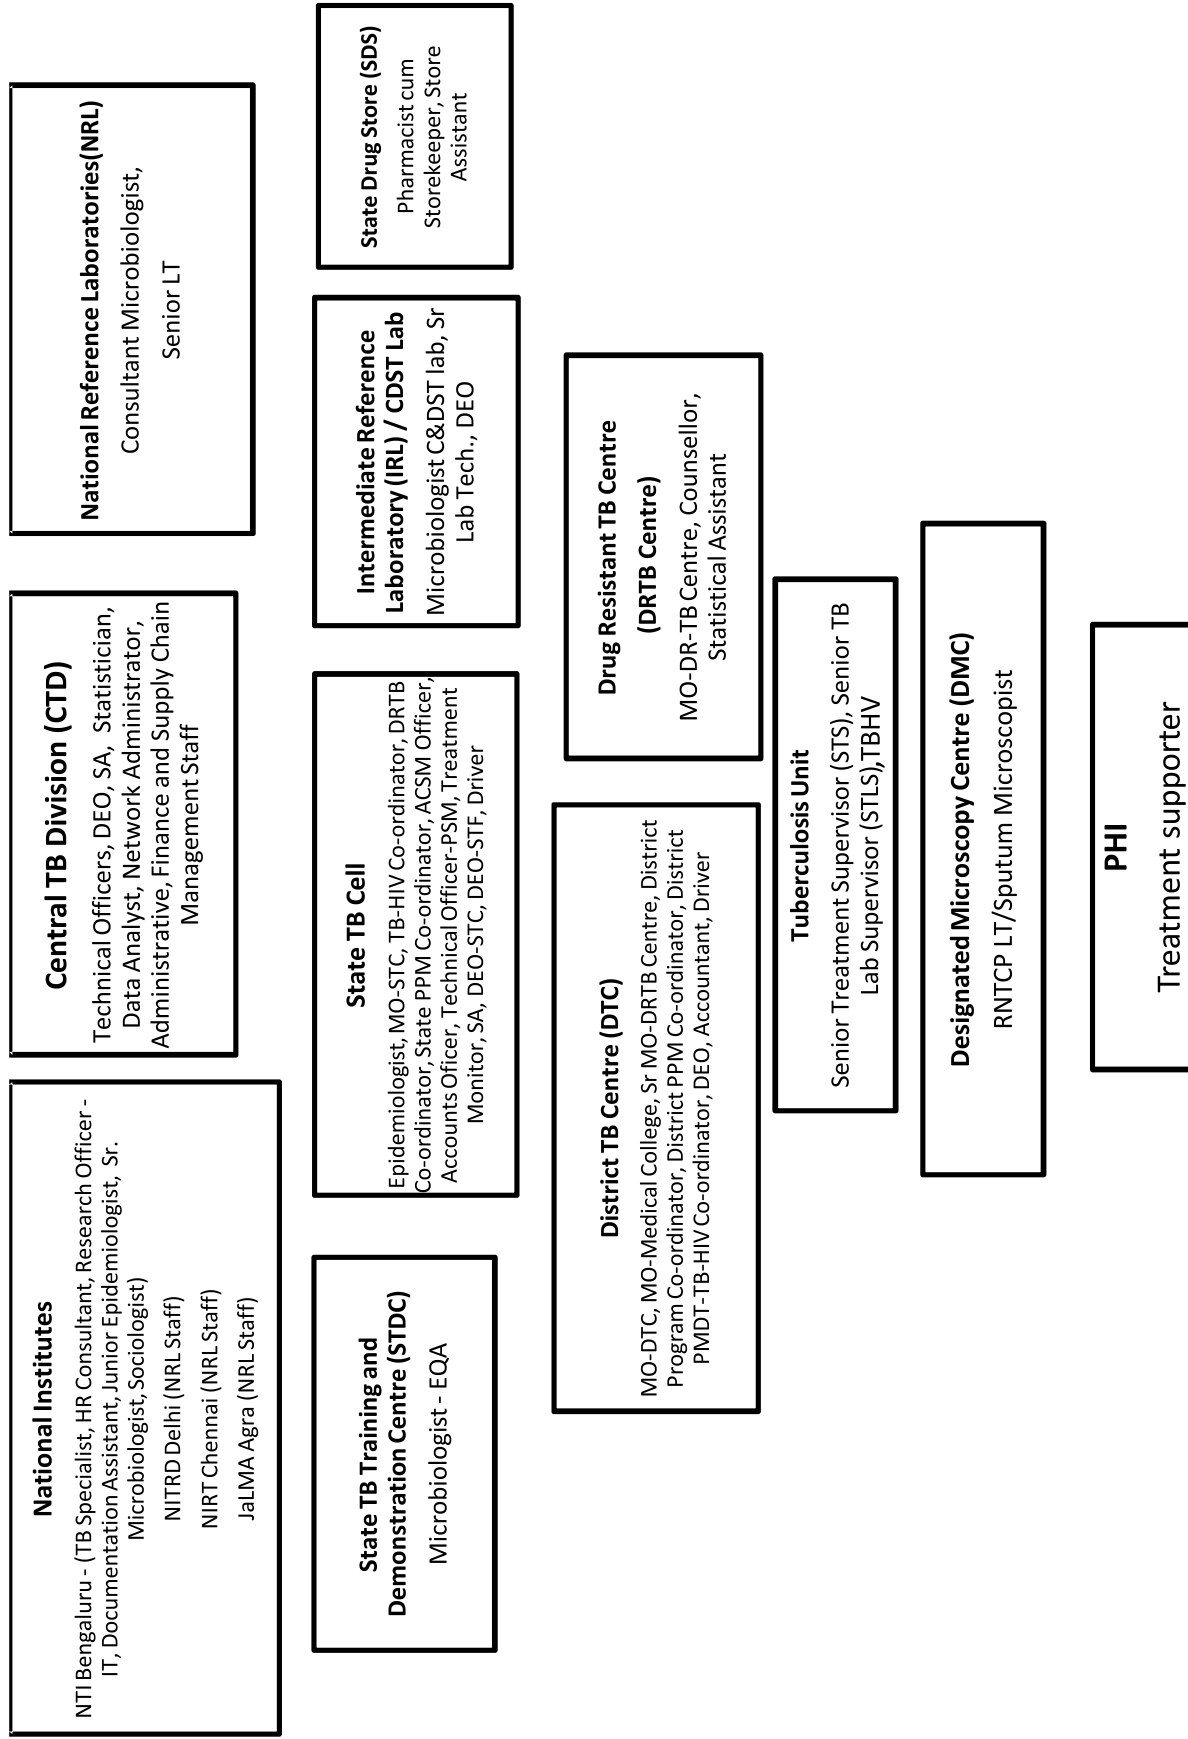 National Institutes
NTI Bengaluru - (TB Specialist, HR Consultant, Research Officer -
IT, Documentation Assistant, Junior Epidemiologist, Sr.
Microbiologist, Sociologist)
NITRD Delhi (NRL Staff)
NIRT Chennai (NRL Staff)
JaLMA Agra (NRL Staff)
Central TB Division (CTD)
Technical Officers, DEO, SA, Statistician,
Data Analyst, Network Administrator,
Administrative, Finance and Supply Chain
Management Staff
National Reference Laboratories(NRL)
Consultant Microbiologist,
Senior LT
State TB Training and
Demonstration Centre (STDC)
Microbiologist - EQA
State TB Cell
Epidemiologist, MO-STC, TB-HIV Co-ordinator, DRTB
Co-ordinator, State PPM Co-ordinator, ACSM Officer,
Accounts Oficer, Technical Officer-PSM, Treatment
Monitor, SA, DEO-STC, DEO-STF, Driver
Intermediate Reference
Laboratory (IRL) / CDST Lab
Microbiologist C&DST lab, Sr
Lab Tech., DEO
State Drug Store (SDS)
Pharmacist cum
Storekeeper, Store
Assistant
District TB Centre (DTC)
MO-DTC, MO-Medical College, Sr MO-DRTB Centre, District
Program Co-ordinator, District PPM Co-ordinator, District
PMDT-TB-HIV Co-ordinator, DEO, Accountant, Driver
Drug Resistant TB Centre
(DRTB Centre)
MO-DR-TB Centre, Counsellor,
Statistical Assistant
Tuberculosis Unit
Senior Treatment Supervisor (STS), Senior TB
Lab Supervisor (STLS),TBHV
Designated Microscopy Centre (DMC)
RNTCP LT/Sputum Microscopist
PHI
Treatment supporter